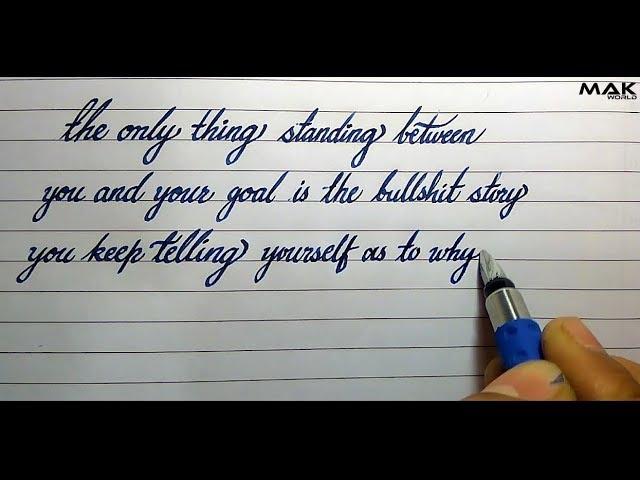 MAK
WORLD
the only thing standing between
you and your goal is the bullshit story
you keep telling yourself as to why